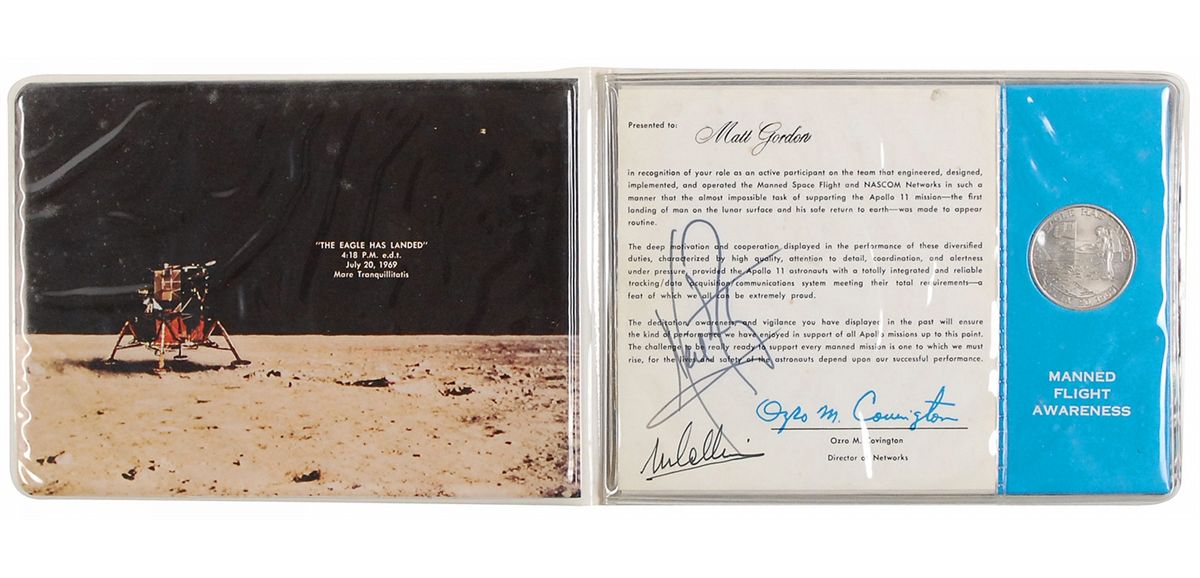 "THE EAGLE HAS LANDED"
4:18 P.M. e.d.t.
July 20, 1969
Mare Tranquillitatis
Presented to: Matt Gordon
in recognition of your role as an active participant on the team that engineered, designed,
implemented, and operated the Manned Space Flight and NASCOM Networks in such a
manner that the almost impossible task of supporting the Apollo 11 mission—the first
landing of man on the lunar surface and his safe return to earth—was made to appear
routine.
The deep motivation and cooperation displayed in the performance of these diversified
duties, characterized by high quality, attention to detail, coordination, and alertness
under pressure, provided the Apollo 11 astronauts with a totally integrated and reliable
tracking/data acquisition/communications system meeting their total requirements—a
feat of which we all can be extremely proud.
The dedication, awareness, and vigilance you have displayed in the past will ensure
the kind of performance we have enjoyed in support of all Apollo missions up to this point.
The challenge to be really ready to support every manned mission is one to which we must
rise, for the lives and safety of the astronauts depend upon our successful performance.
Ozro M. Covington
Ozro M. Covington
Director of Networks
MCollins
EAGLE HAS
MANNED
FLIGHT
AWARENESS